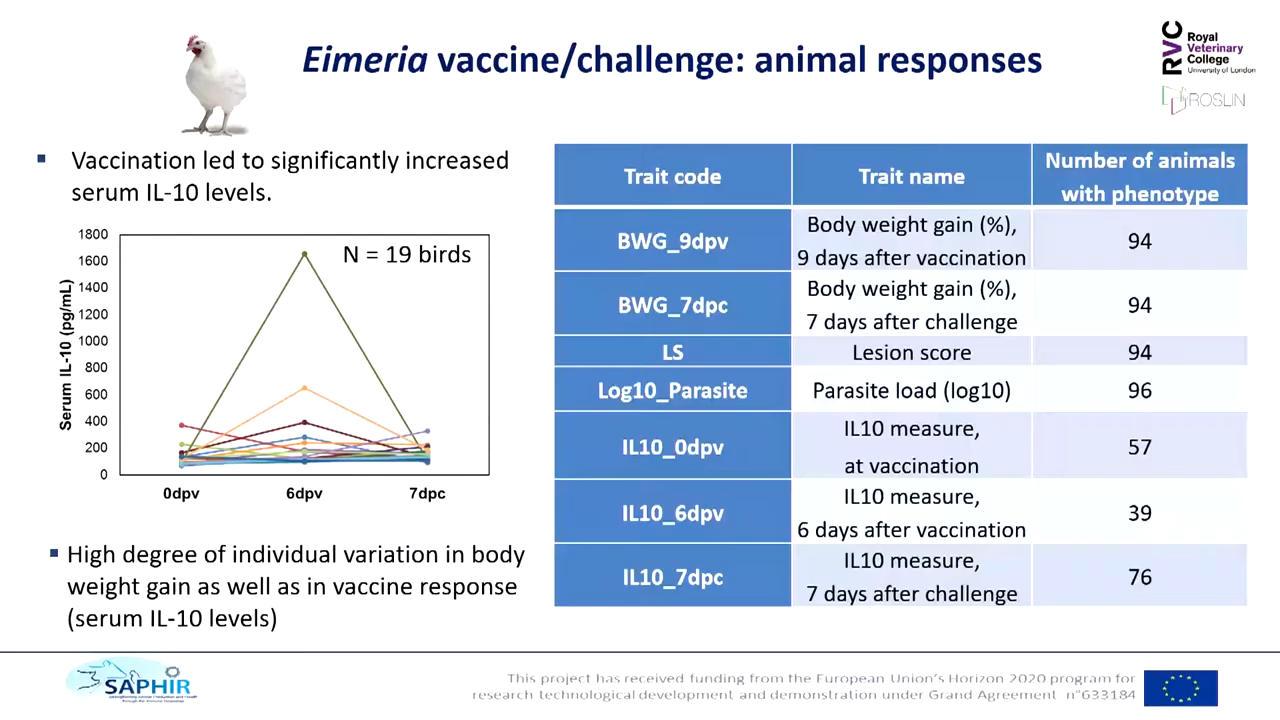 Eimeria vaccine/challenge: animal responses
RVC
Royal
Veterinary
College
University of London
ROSLIN
▪ Vaccination led to significantly increased
serum IL-10 levels.
N = 19 birds
Serum IL-10 (pg/mL)
1800
1600
1400
1200
1000
800
600
400
200
0
0dpv 6dpv 7dpc
▪ High degree of individual variation in body
weight gain as well as in vaccine response
(serum IL-10 levels)
Trait code
Trait name
Number of animals
with phenotype
BWG_9dpv
Body weight gain (%),
9 days after vaccination
94
BWG_7dpc
Body weight gain (%),
7 days after challenge
94
LS
Lesion score
94
Log10_Parasite
Parasite load (log10)
96
IL10_0dpv
IL10 measure,
at vaccination
57
IL10_6dpv
IL10 measure,
6 days after vaccination
39
IL10_7dpc
IL10 measure,
7 days after challenge
76
SAPHIR
This project has received funding from the European Union's Horizon 2020 program for
research technological development and demonstration under Grand Agreement n°633184